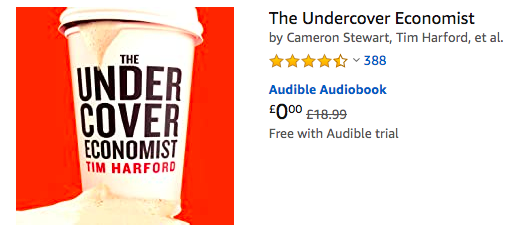 THE
UNDER
COVER
ECONOMIST
TIM HARFORD
The Undercover Economist
by Cameron Stewart, Tim Harford, et al.
388
Audible Audiobook
£0⁰⁰ £18.99
Free with Audible trial